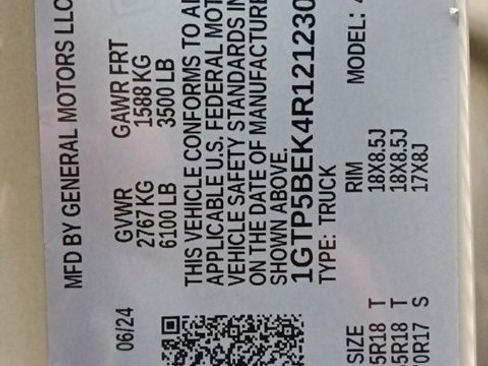 MFD BY GENERAL MOTORS LLC
06/24
GVWR GAWR FRT
2767 KG 1588 KG
6100 LB 3500 LB
THIS VEHICLE CONFORMS TO
APPLICABLE U.S. FEDERAL
VEHICLE SAFETY STANDARDS IN
ON THE DATE OF MANUFACTURE
SHOWN ABOVE.
1GTP5BEK4R121230
TYPE: TRUCK MODEL:
SIZE RIM
5R18 T 18X8.5J
5R18 T 18X8.5J
0R17 S 17X8J